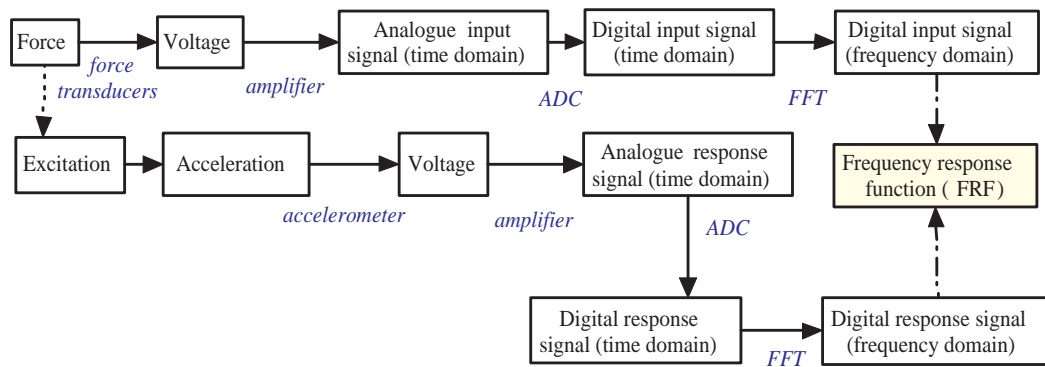 Force
Voltage
Analogue input
signal (time domain)
Digital input signal
(time domain)
Digital input signal
(frequency domain)
force
transducers
amplifier
ADC
FFT
Excitation
Acceleration
Voltage
Analogue response
signal (time domain)
Frequency response
function ( FRF)
accelerometer
amplifier
ADC
Digital response
signal (time domain)
Digital response signal
(frequency domain)
FFT